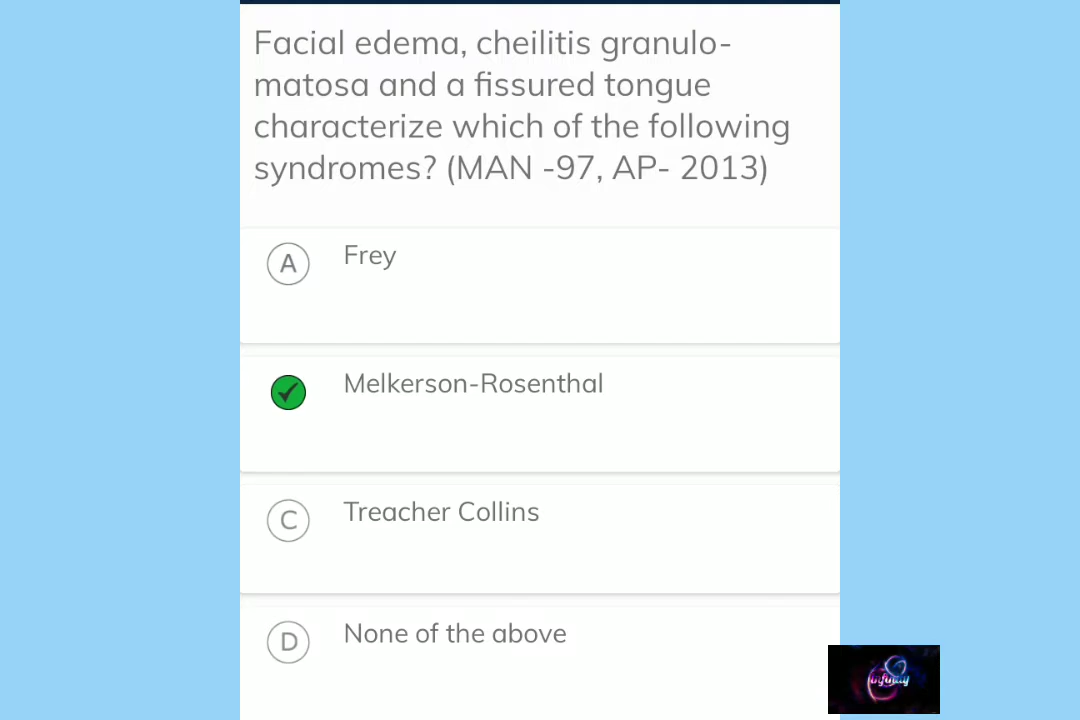 Facial edema, cheilitis granulo-
matosa and a fissured tongue
characterize which of the following
syndromes? (MAN -97, AP- 2013)
A Frey
Melkerson-Rosenthal
C Treacher Collins
D None of the above
infinity